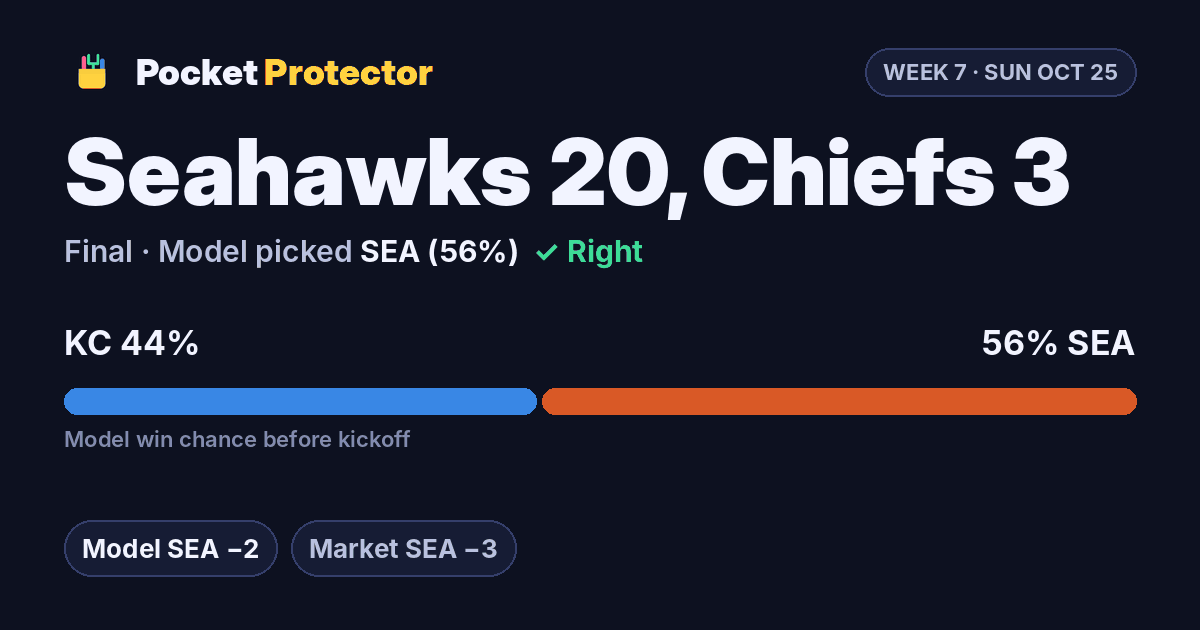 Pocket Protector
WEEK 7 · SUN OCT 25
Seahawks 20, Chiefs 3
Final · Model picked SEA (56%) ✓ Right
KC 44%
56% SEA
Model win chance before kickoff
Model SEA −2
Market SEA −3